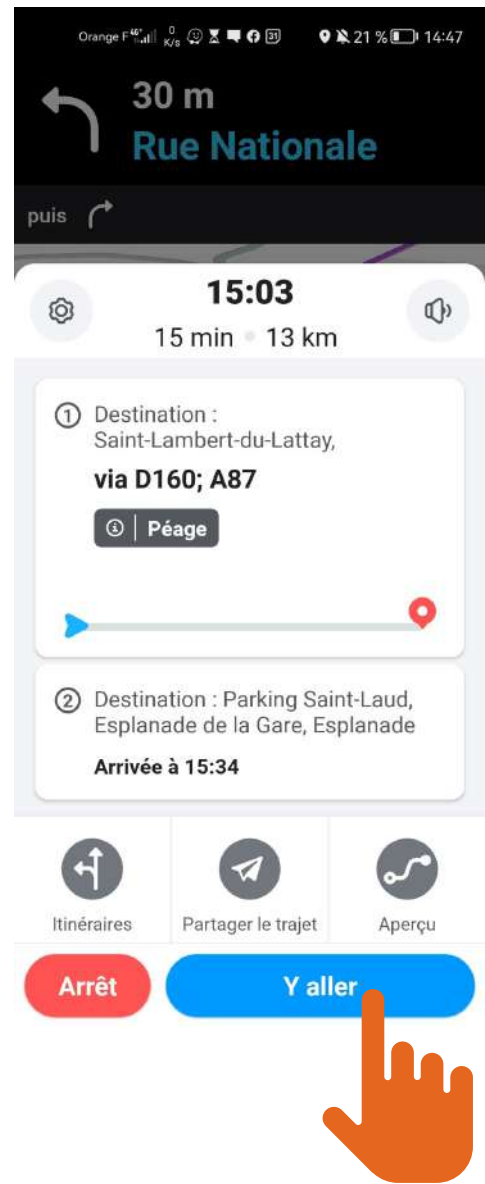 Orange F 0 K/s 31 21 % 14:47
30 m
Rue Nationale
puis
15:03
15 min 13 km
1 Destination :
Saint-Lambert-du-Lattay,
via D160; A87
Péage
2 Destination : Parking Saint-Laud,
Esplanade de la Gare, Esplanade
Arrivée à 15:34
Itinéraires Partager le trajet Aperçu
Arrêt Y aller